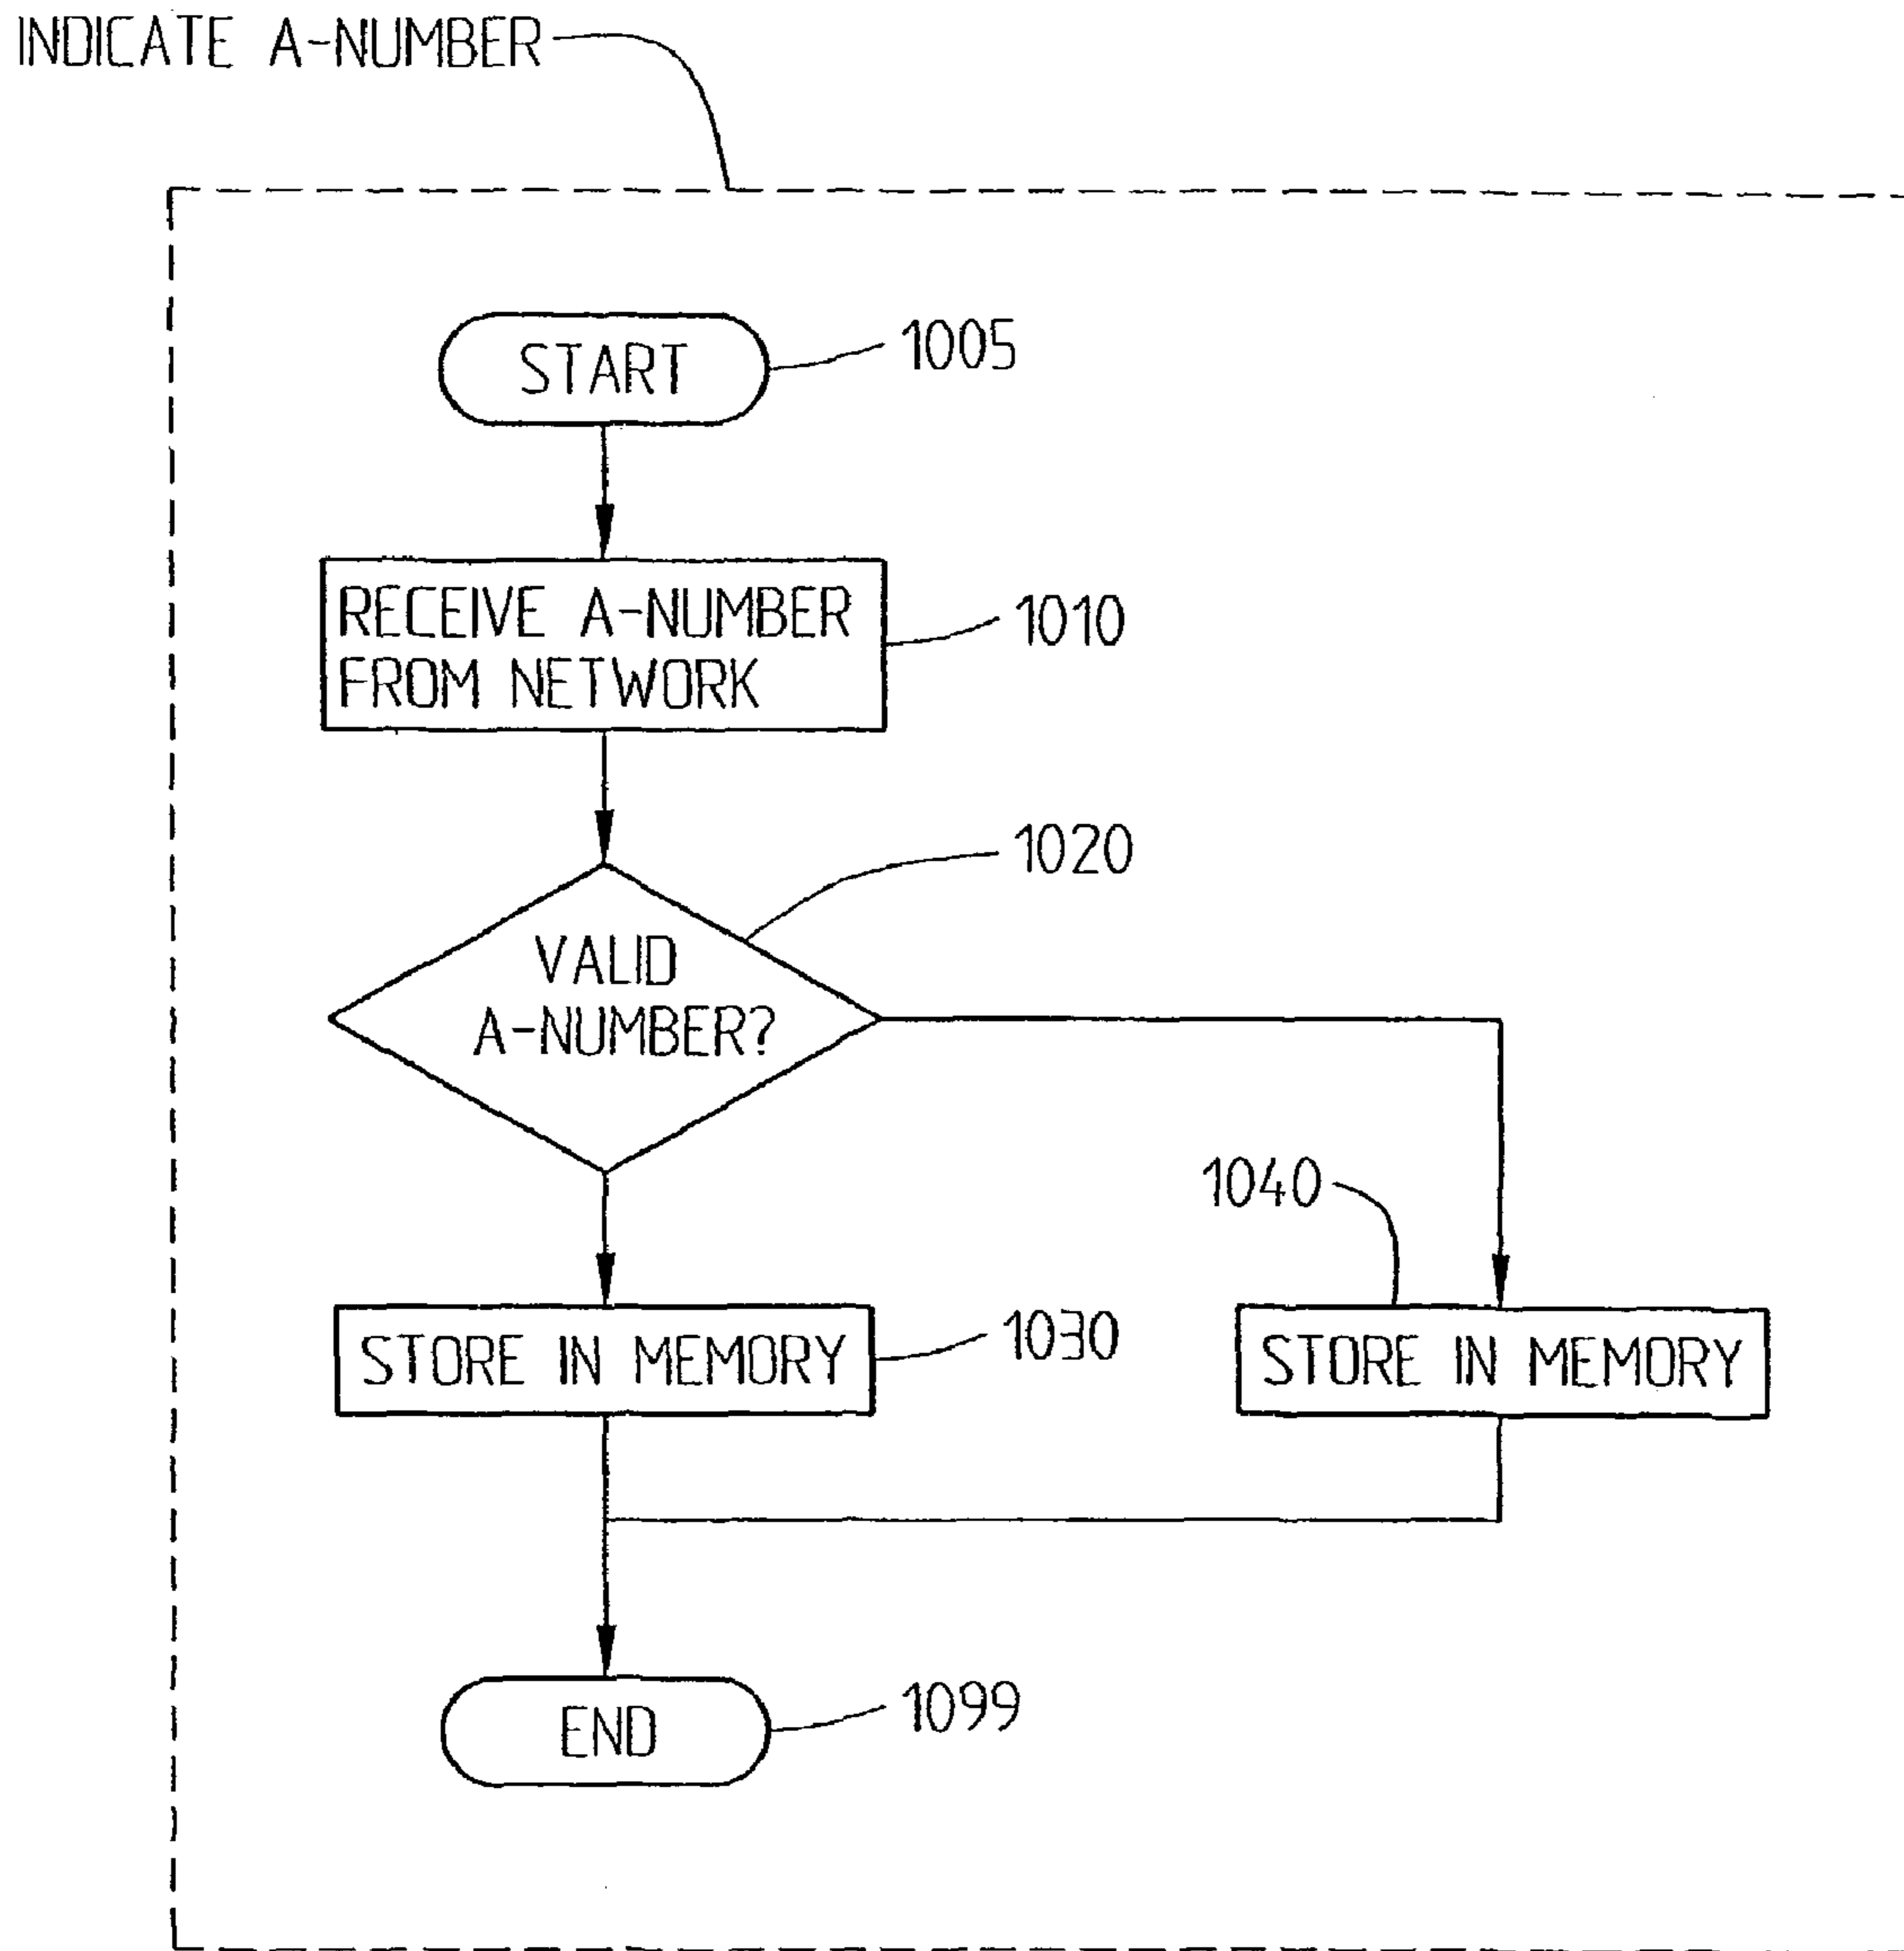 INDICATE A-NUMBER
START
1005
RECEIVE A-NUMBER
FROM NETWORK
1010
1020
VALID
A-NUMBER?
1040
STORE IN MEMORY
1030
STORE IN MEMORY
END
1099